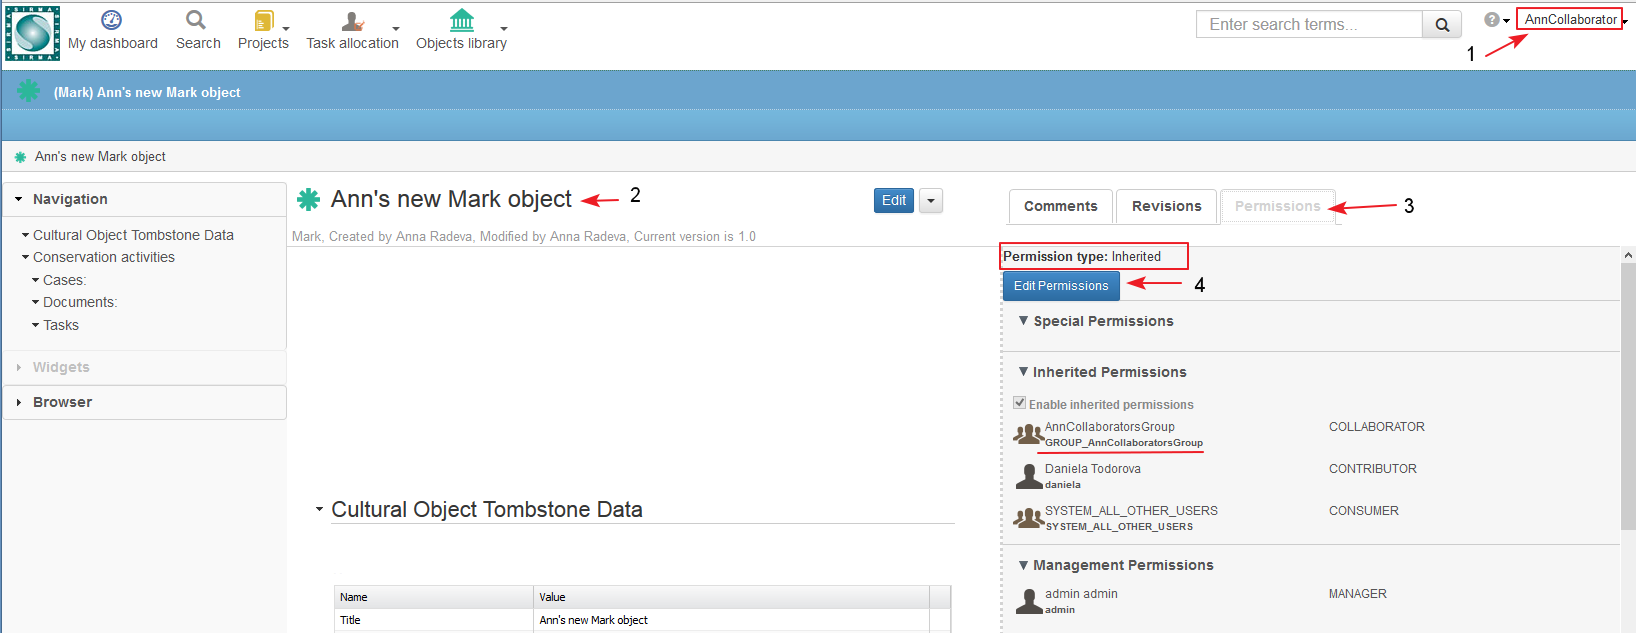 SIRMA
My dashboard
Search
Projects
Task allocation
Objects library
Enter search terms...
?
AnnCollaborator
1
(Mark) Ann's new Mark object
Ann's new Mark object
Navigation
Cultural Object Tombstone Data
Conservation activities
Cases:
Documents:
Tasks
Widgets
Browser
Ann's new Mark object
2
Edit
Mark, Created by Anna Radeva, Modified by Anna Radeva, Current version is 1.0
Cultural Object Tombstone Data
Name Value
Title Ann's new Mark object
Comments
Revisions
Permissions
3
Permission type: Inherited
Edit Permissions
4
Special Permissions
Inherited Permissions
Enable inherited permissions
AnnCollaboratorsGroup COLLABORATOR
GROUP_AnnCollaboratorsGroup
Daniela Todorova CONTRIBUTOR
daniela
SYSTEM_ALL_OTHER_USERS CONSUMER
SYSTEM_ALL_OTHER_USERS
Management Permissions
admin admin MANAGER
admin